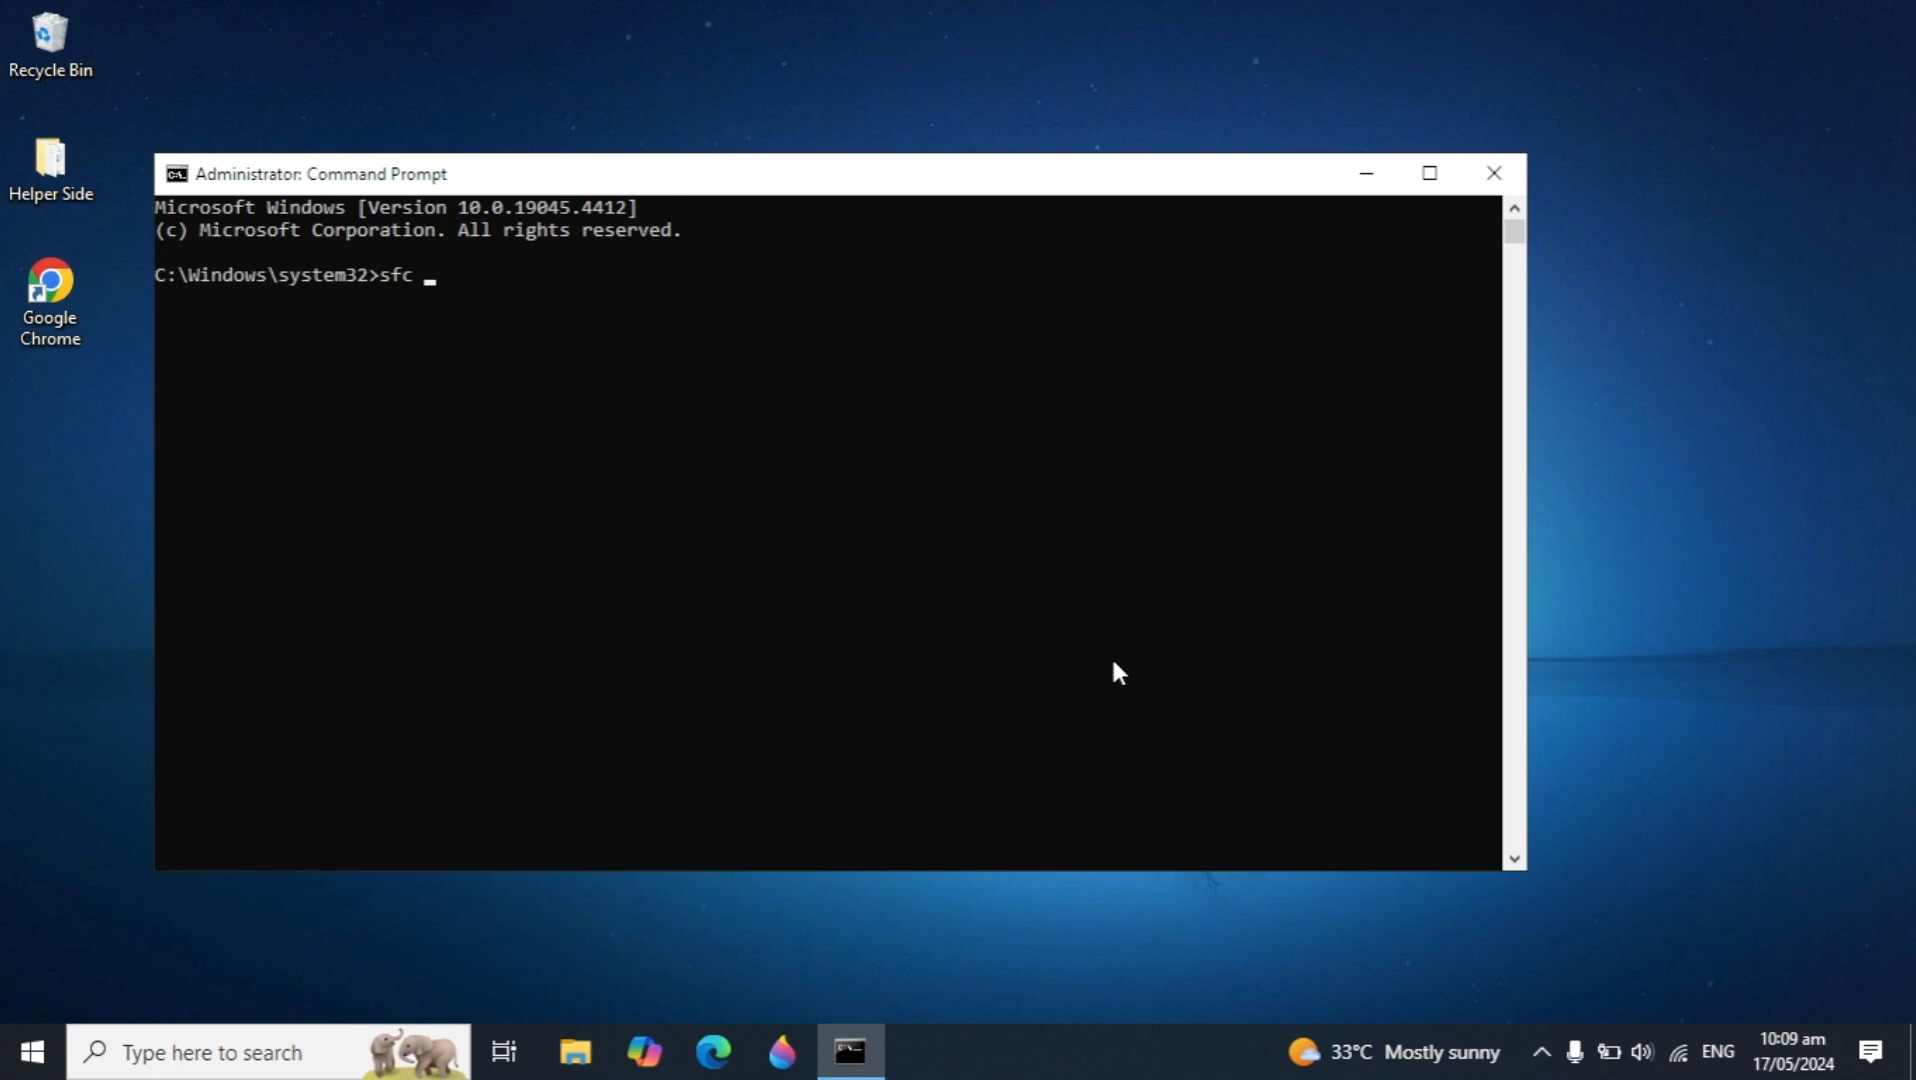 Recycle Bin
Helper Side
Google
Chrome
Administrator: Command Prompt
Microsoft Windows [Version 10.0.19045.4412]
(c) Microsoft Corporation. All rights reserved.
C:\Windows\system32>sfc _
Type here to search
33°C Mostly sunny
ENG
10:09 am
17/05/2024